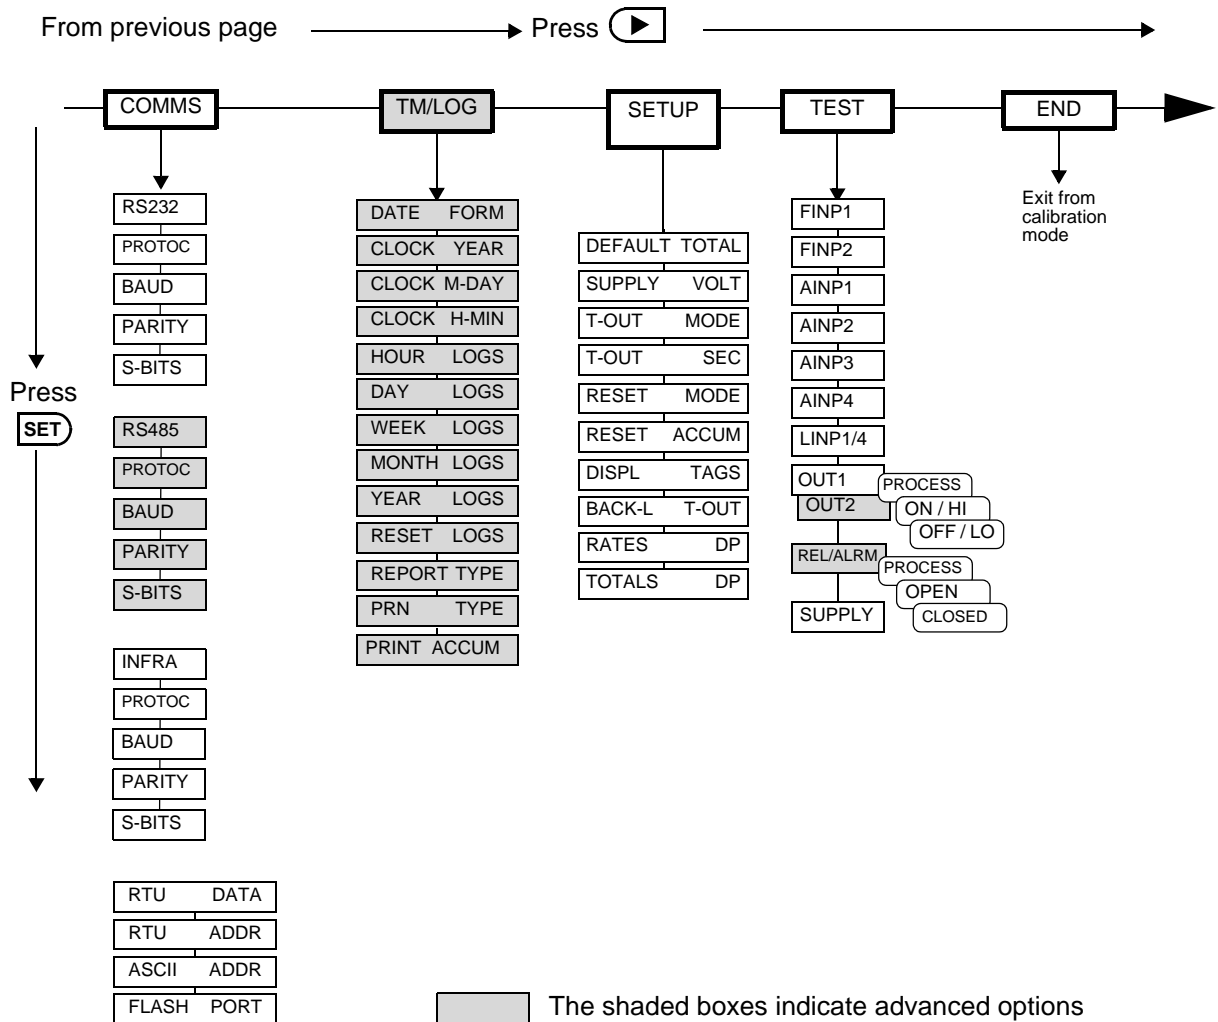 From previous page
Press
COMMS
TM/LOG
SETUP
TEST
END
Press
SET
RS232
PROTOC
BAUD
PARITY
S-BITS
RS485
PROTOC
BAUD
PARITY
S-BITS
INFRA
PROTOC
BAUD
PARITY
S-BITS
RTU DATA
RTU ADDR
ASCII ADDR
FLASH PORT
DATE FORM
CLOCK YEAR
CLOCK M-DAY
CLOCK H-MIN
HOUR LOGS
DAY LOGS
WEEK LOGS
MONTH LOGS
YEAR LOGS
RESET LOGS
REPORT TYPE
PRN TYPE
PRINT ACCUM
DEFAULT TOTAL
SUPPLY VOLT
T-OUT MODE
T-OUT SEC
RESET MODE
RESET ACCUM
DISPL TAGS
BACK-L T-OUT
RATES DP
TOTALS DP
FINP1
FINP2
AINP1
AINP2
AINP3
AINP4
LINP1/4
OUT1
OUT2
PROCESS
ON / HI
OFF / LO
REL/ALRM
PROCESS
OPEN
CLOSED
SUPPLY
Exit from
calibration
mode
The shaded boxes indicate advanced options